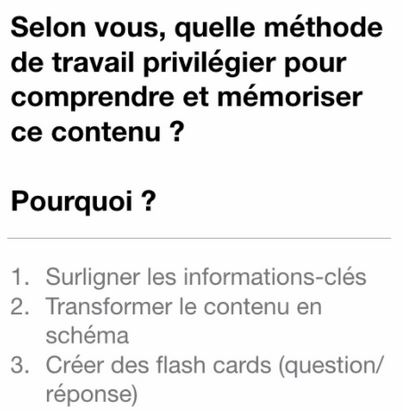 Selon vous, quelle méthode
de travail privilégier pour
comprendre et mémoriser
ce contenu ?
Pourquoi ?
1. Surligner les informations-clés
2. Transformer le contenu en
schéma
3. Créer des flash cards (question/
réponse)